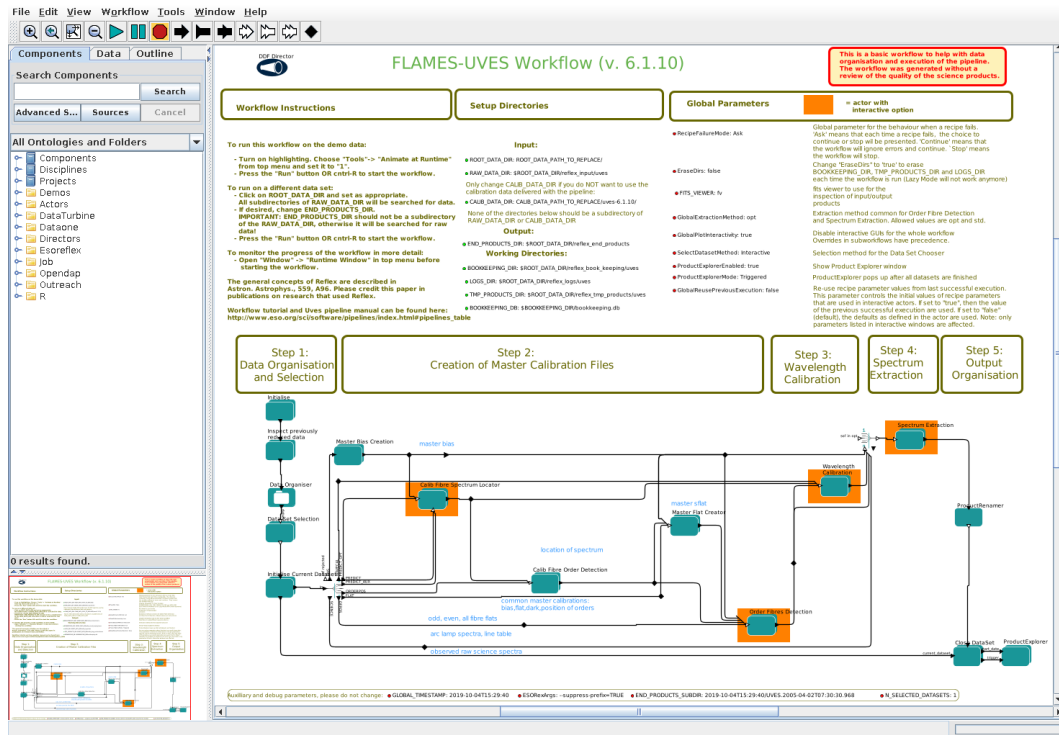 File Edit View Workflow Tools Window Help
Components Data Outline
Search Components
Search
Advanced S... Sources Cancel
All Ontologies and Folders
Components
Disciplines
Projects
Demos
Actors
DataTurbine
Dataone
Directors
Esoreflex
Job
Opendap
Outreach
R
0 results found.
DDF Director
FLAMES-UVES Workflow (v. 6.1.10)
This is a basic workflow to help with data
organisation and execution of the pipeline.
The workflow was generated without a
review of the quality of the science products.
Workflow Instructions
Setup Directories
Global Parameters
= actor with
interactive option
To run this workflow on the demo data:
- Turn on highlighting. Choose "Tools"-> "Animate at Runtime"
from top menu and set it to "1".
- Press the "Run" button OR cntrl-R to start the workflow.
To run on a different data set:
- Click on ROOT_DATA_DIR and set as appropriate.
All subdirectories of RAW_DATA_DIR will be searched for data.
- If desired, change END_PRODUCTS_DIR.
IMPORTANT: END_PRODUCTS_DIR should not be a subdirectory
of the RAW_DATA_DIR, otherwise it will be searched for raw
data!
- Press the "Run" button OR cntrl-R to start the workflow.
To monitor the progress of the workflow in more detail:
- Open "Window" -> "Runtime Window" in top menu before
starting the workflow.
The general concepts of Reflex are described in
Astron. Astrophys., 559, A96. Please credit this paper in
publications on research that used Reflex.
Workflow tutorial and Uves pipeline manual can be found here:
http://www.eso.org/sci/software/pipelines/index.html#pipelines_table
Input:
ROOT_DATA_DIR: ROOT_DATA_PATH_TO_REPLACE/
RAW_DATA_DIR: $ROOT_DATA_DIR/reflex_input/uves
Only change CALIB_DATA_DIR if you do NOT want to use the
calibration data delivered with the pipeline:
CALIB_DATA_DIR: CALIB_DATA_PATH_TO_REPLACE/uves-6.1.10/
None of the directories below should be a subdirectory of
RAW_DATA_DIR or CALIB_DATA_DIR
Output:
END_PRODUCTS_DIR: $ROOT_DATA_DIR/reflex_end_products
Working Directories:
BOOKKEEPING_DIR: $ROOT_DATA_DIR/reflex_book_keeping/uves
LOGS_DIR: $ROOT_DATA_DIR/reflex_logs/uves
TMP_PRODUCTS_DIR: $ROOT_DATA_DIR/reflex_tmp_products/uves
BOOKKEEPING_DB: $BOOKKEEPING_DIR/bookkeeping.db
RecipeFailureMode: Ask
EraseDirs: false
FITS_VIEWER: fv
GlobalExtractionMethod: opt
GlobalPlotInteractivity: true
SelectDatasetMethod: Interactive
ProductExplorerEnabled: true
ProductExplorerMode: Triggered
GlobalReusePreviousExecution: false
Global parameter for the behaviour when a recipe fails.
'Ask' means that each time a recipe fails, the choice to
continue or stop will be prompted. 'Continue' means that
the workflow will ignore errors and continue. 'Stop' means
the workflow will stop.
Change "EraseDirs" to 'true' to erase
BOOKKEEPING_DIR, TMP_PRODUCTS_DIR and LOGS_DIR
each time the workflow is run (Lazy Mode will not work anymore)
fits viewer to use for the
inspection of input/output
products
Extraction method common for Order Fibre Detection
and Spectrum Extraction. Allowed values are opt and std.
Disable interactive GUIs for the whole workflow
Overrides in subworkflows have precedence.
Selection method for the Data Set Chooser
Show Product Explorer window
ProductExplorer pops up after all datasets are finished
Re-use recipe parameter values from last successful execution.
This parameter controls the initial values of recipe parameters
that are used in interactive actors. If set to "true", then the value
of the previous successful execution are used. If set to "false"
(default), the defaults as defined in the actor are used. Note: only
parameters listed in interactive windows are affected.
Step 1:
Data Organisation
and Selection
Step 2:
Creation of Master Calibration Files
Step 3:
Wavelength
Calibration
Step 4:
Spectrum
Extraction
Step 5:
Output
Organisation
Initialise
Inspect previously
reduced data
Data Organiser
DataSet Selection
Initialise Current Dataset
Master Bias Creation
master bias
Calib Fibre Spectrum Locator
Wavelength
Calibration
Spectrum Extraction
master sflat
Master Flat Creator
ProductRenamer
location of spectrum
Calib Fibre Order Detection
common master calibrations:
bias,flat,dark,position of orders
odd, even, all fibre flats
Order Fibres Detection
arc lamp spectra, line table
observed raw science spectra
Close DataSet
ProductExplorer
Auxiliary and debug parameters, please do not change:
GLOBAL_TIMESTAMP: 2019-10-04T15:29:40
ESORexArgs: --suppress-prefix=TRUE
END_PRODUCTS_SUBDIR: 2019-10-04T15:29:40/UVES.2005-04-02T07:30:30.968
N_SELECTED_DATASETS: 1